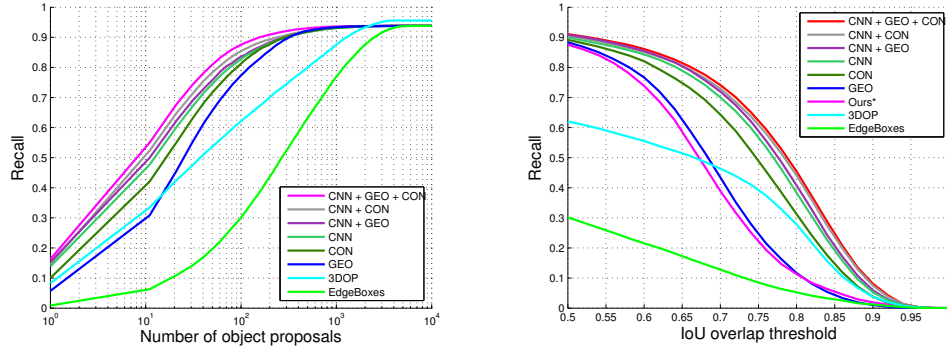 1
0.9
0.8
0.7
0.6
0.5
0.4
0.3
0.2
0.1
0
Recall
10^0
10^1
10^2
10^3
10^4
Number of object proposals
CNN + GEO + CON
CNN + CON
CNN + GEO
CNN
CON
GEO
3DOP
EdgeBoxes
1
0.9
0.8
0.7
0.6
0.5
0.4
0.3
0.2
0.1
0
Recall
0.5
0.55
0.6
0.65
0.7
0.75
0.8
0.85
0.9
0.95
IoU overlap threshold
CNN + GEO + CON
CNN + CON
CNN + GEO
CNN
CON
GEO
Ours*
3DOP
EdgeBoxes